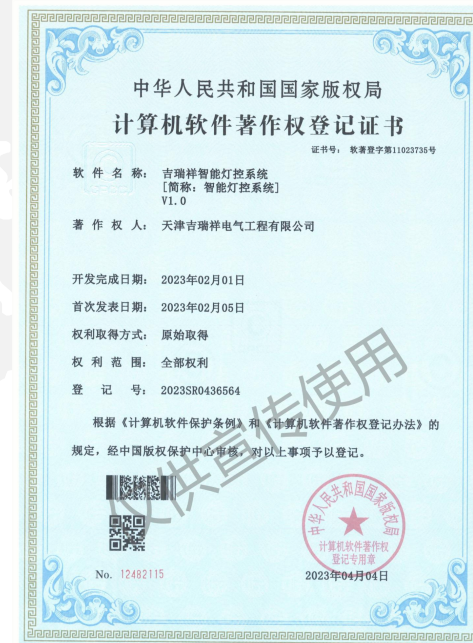 中华人民共和国国家版权局
计算机软件著作权登记证书
证书号： 软著登字第11023735号
软件名称： 吉瑞祥智能灯控系统
[简称：智能灯控系统]
V1.0
著作权人： 天津吉瑞祥电气工程有限公司
开发完成日期： 2023年02月01日
首次发表日期： 2023年02月05日
权利取得方式： 原始取得
权利范围： 全部权利
登记号： 2023SR0436564
根据《计算机软件保护条例》和《计算机软件著作权登记办法》的
规定，经中国版权保护中心审核，对以上事项予以登记。
仅供宣传使用
中华人民共和国国家版权局
计算机软件著作权
登记专用章
No. 12482115
2023年04月04日